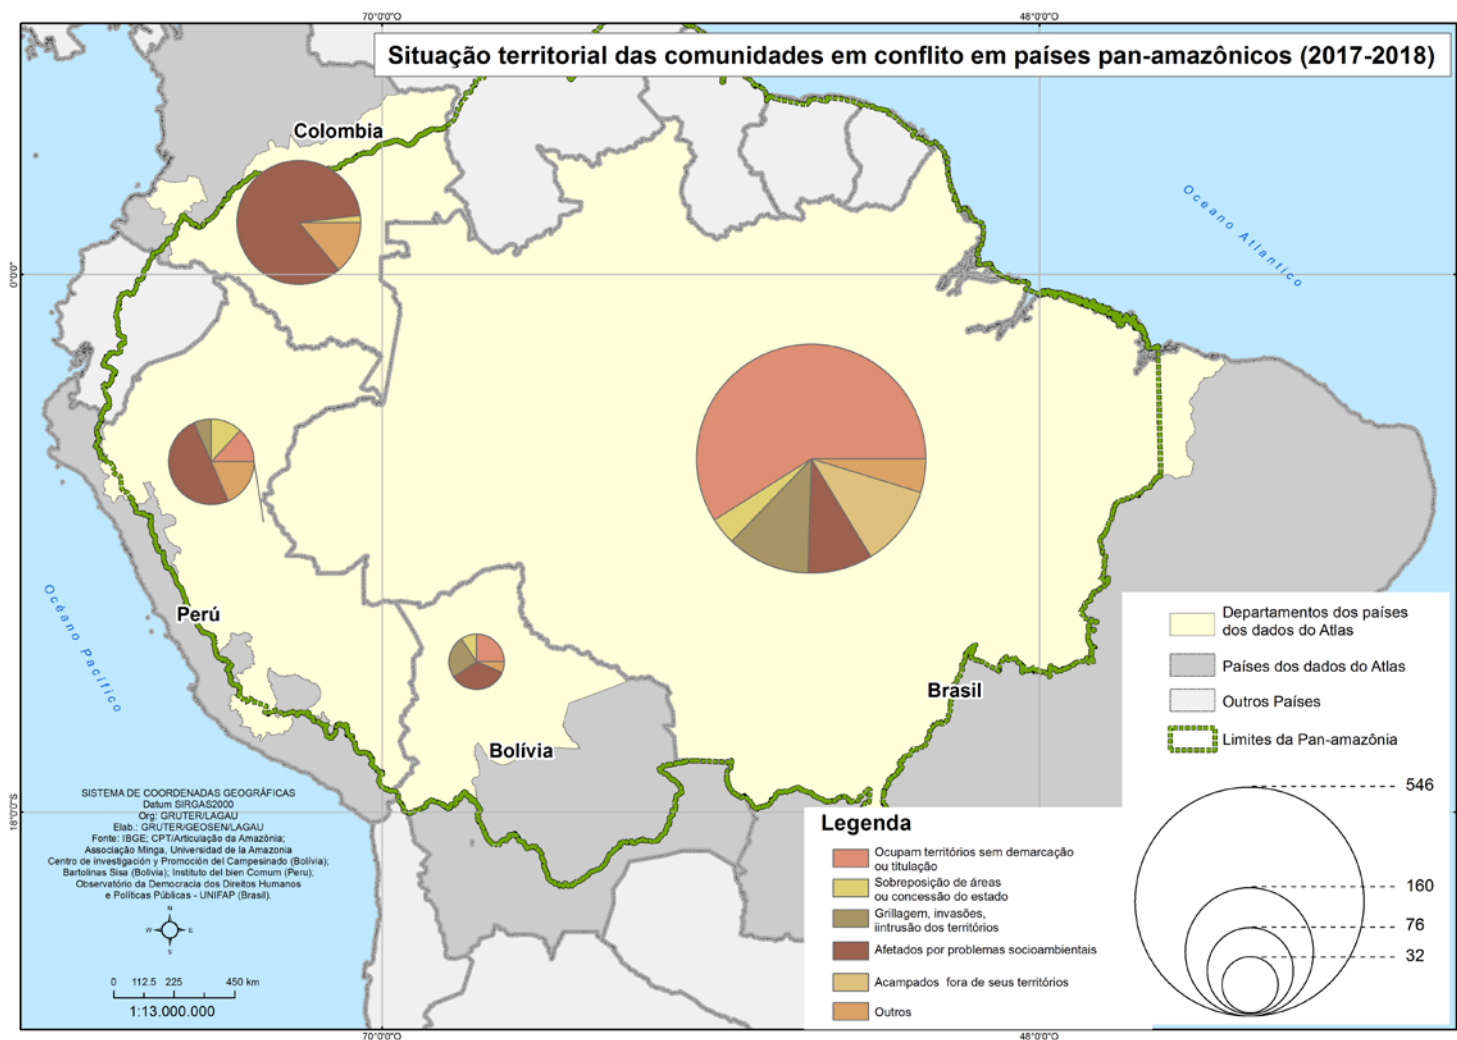 70°0'0"O
48°0'0"O
Situação territorial das comunidades em conflito em países pan-amazônicos (2017-2018)
Colombia
Oceano Atlantico
0°0'0"
Océano Pacífico
Perú
Brasil
Bolívia
18°0'0"S
Departamentos dos países
dos dados do Atlas
Países dos dados do Atlas
Outros Países
Limites da Pan-amazônia
546
160
76
32
Legenda
Ocupam territórios sem demarcação
ou titulação
Sobreposição de áreas
ou concessão do estado
Grillagem, invasões,
iintrusão dos territórios
Afetados por problemas socioambientais
Acampados fora de seus territórios
Outros
SISTEMA DE COORDENADAS GEOGRÁFICAS
Datum SIRGAS2000
Org: GRUTER/LAGAU
Elab.: GRUTER/GEOSEN/LAGAU
Fonte: IBGE; CPT/Articulação da Amazônia;
Associação Minga, Universidad de la Amazonia
Centro de investigación y Promoción del Campesinado (Bolívia);
Bartolinas Sisa (Bolivia); Instituto del bien Comum (Peru);
Observatório da Democracia dos Direitos Humanos
e Políticas Públicas - UNIFAP (Brasil).
N
W
E
S
0 112.5 225 450 km
1:13.000.000
70°0'0"O
48°0'0"O